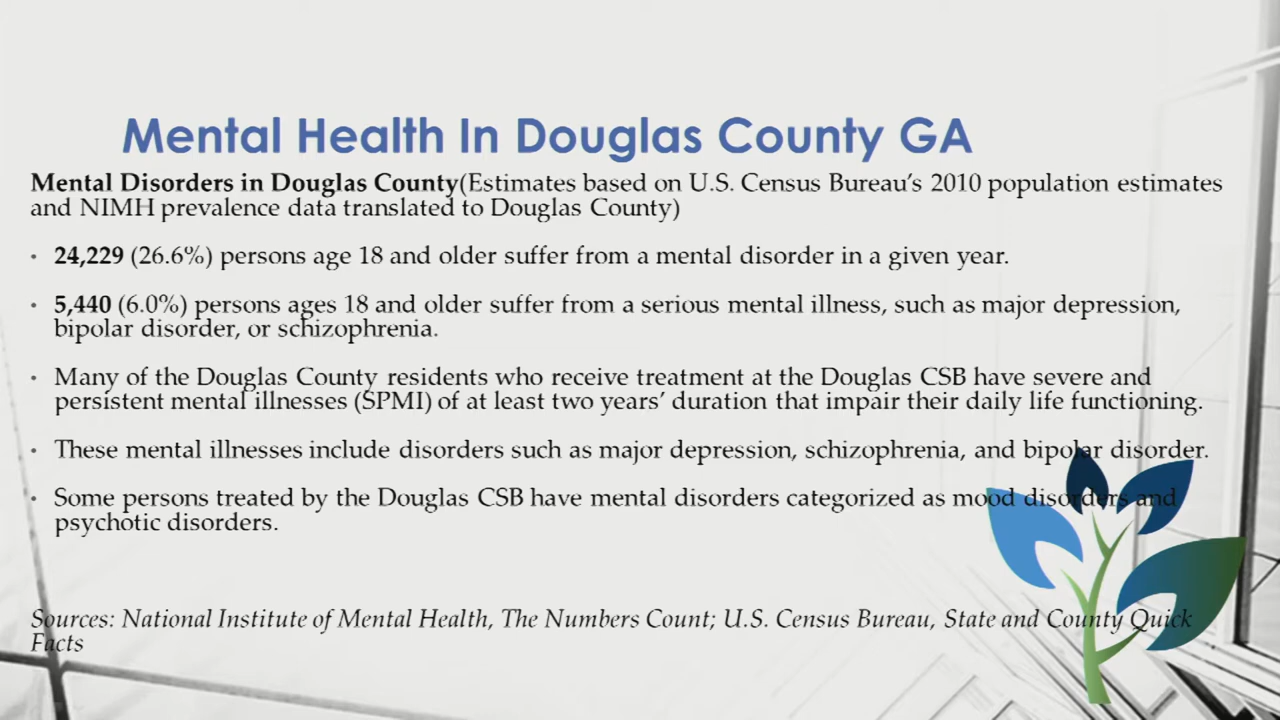 Mental Health In Douglas County GA
Mental Disorders in Douglas County(Estimates based on U.S. Census Bureau's 2010 population estimates
and NIMH prevalence data translated to Douglas County)
• 24,229 (26.6%) persons age 18 and older suffer from a mental disorder in a given year.
• 5,440 (6.0%) persons ages 18 and older suffer from a serious mental illness, such as major depression,
bipolar disorder, or schizophrenia.
• Many of the Douglas County residents who receive treatment at the Douglas CSB have severe and
persistent mental illnesses (SPMI) of at least two years' duration that impair their daily life functioning.
• These mental illnesses include disorders such as major depression, schizophrenia, and bipolar disorder.
• Some persons treated by the Douglas CSB have mental disorders categorized as mood disorders and
psychotic disorders.
Sources: National Institute of Mental Health, The Numbers Count; U.S. Census Bureau, State and County Quick
Facts